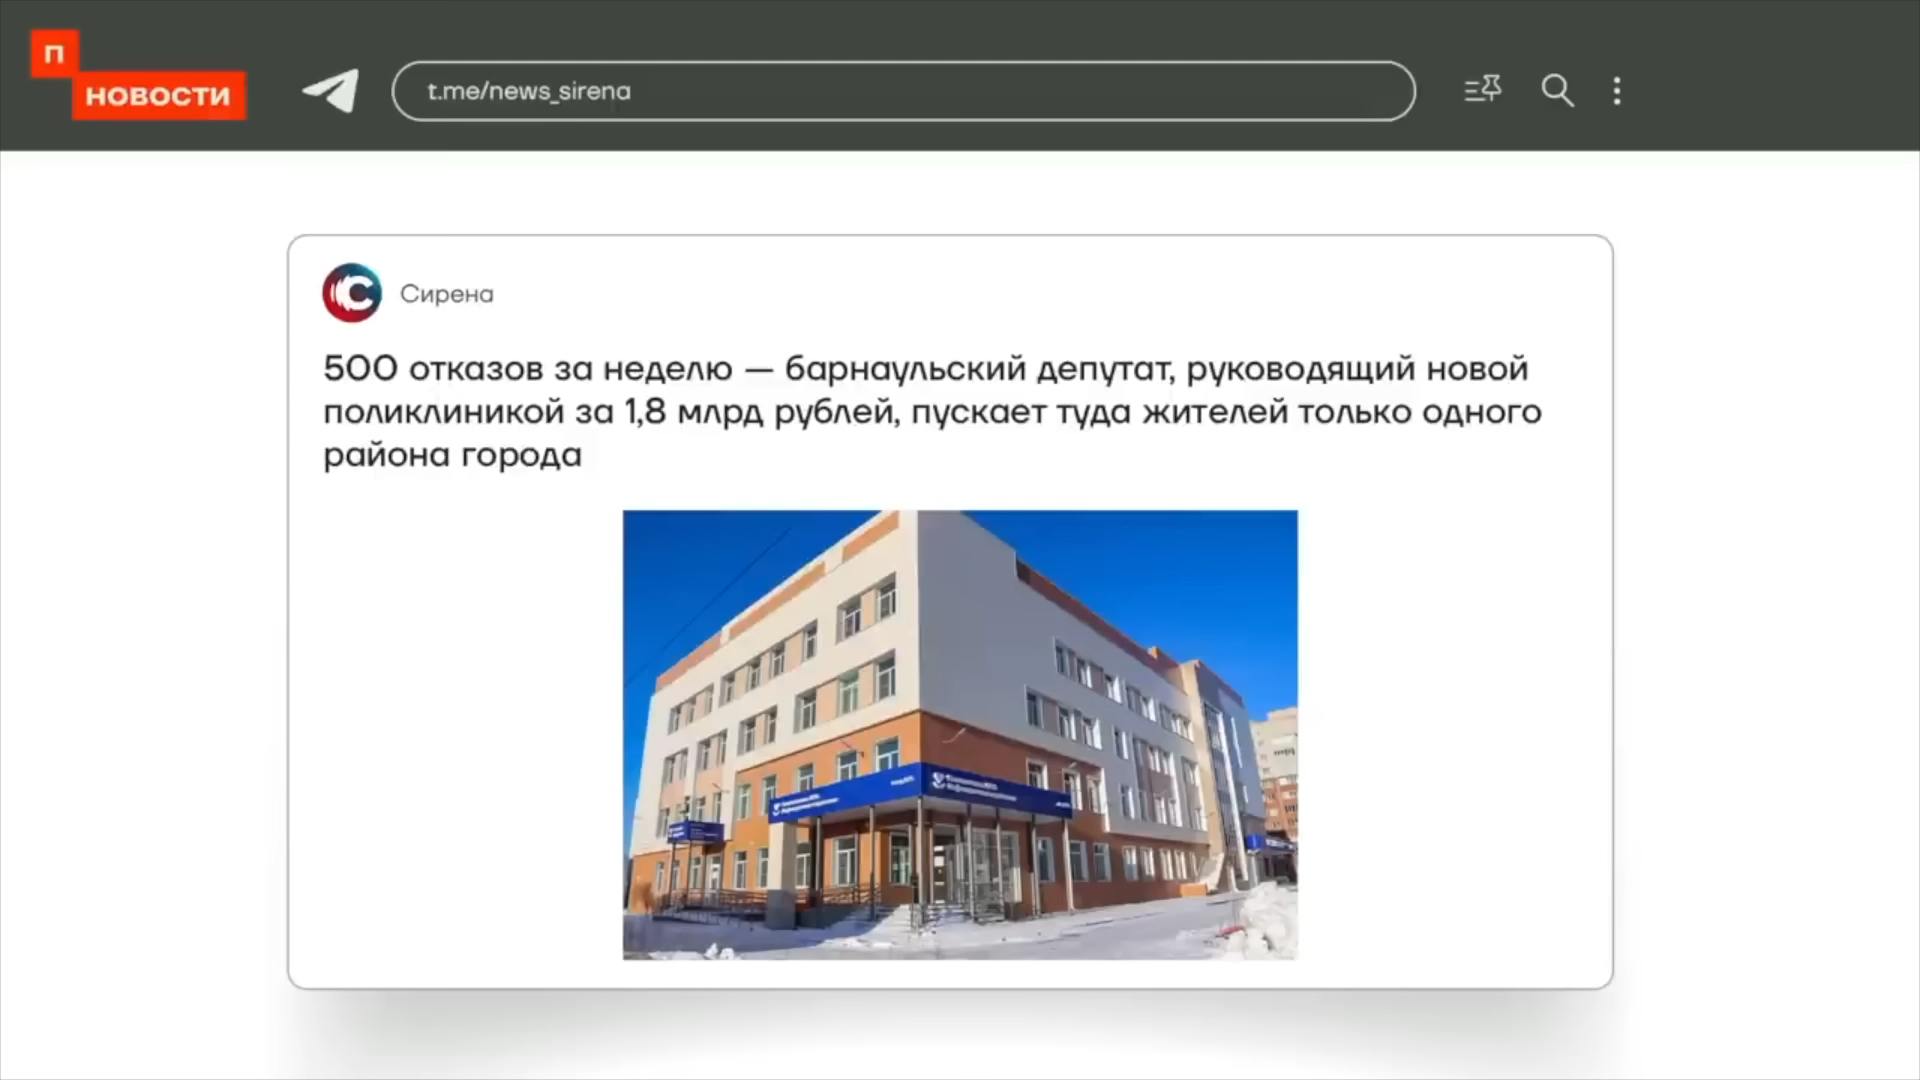 П
НОВОСТИ
t.me/news_sirena
Сирена
500 отказов за неделю — барнаульский депутат, руководящий новой
поликлиникой за 1,8 млрд рублей, пускает туда жителей только одного
района города